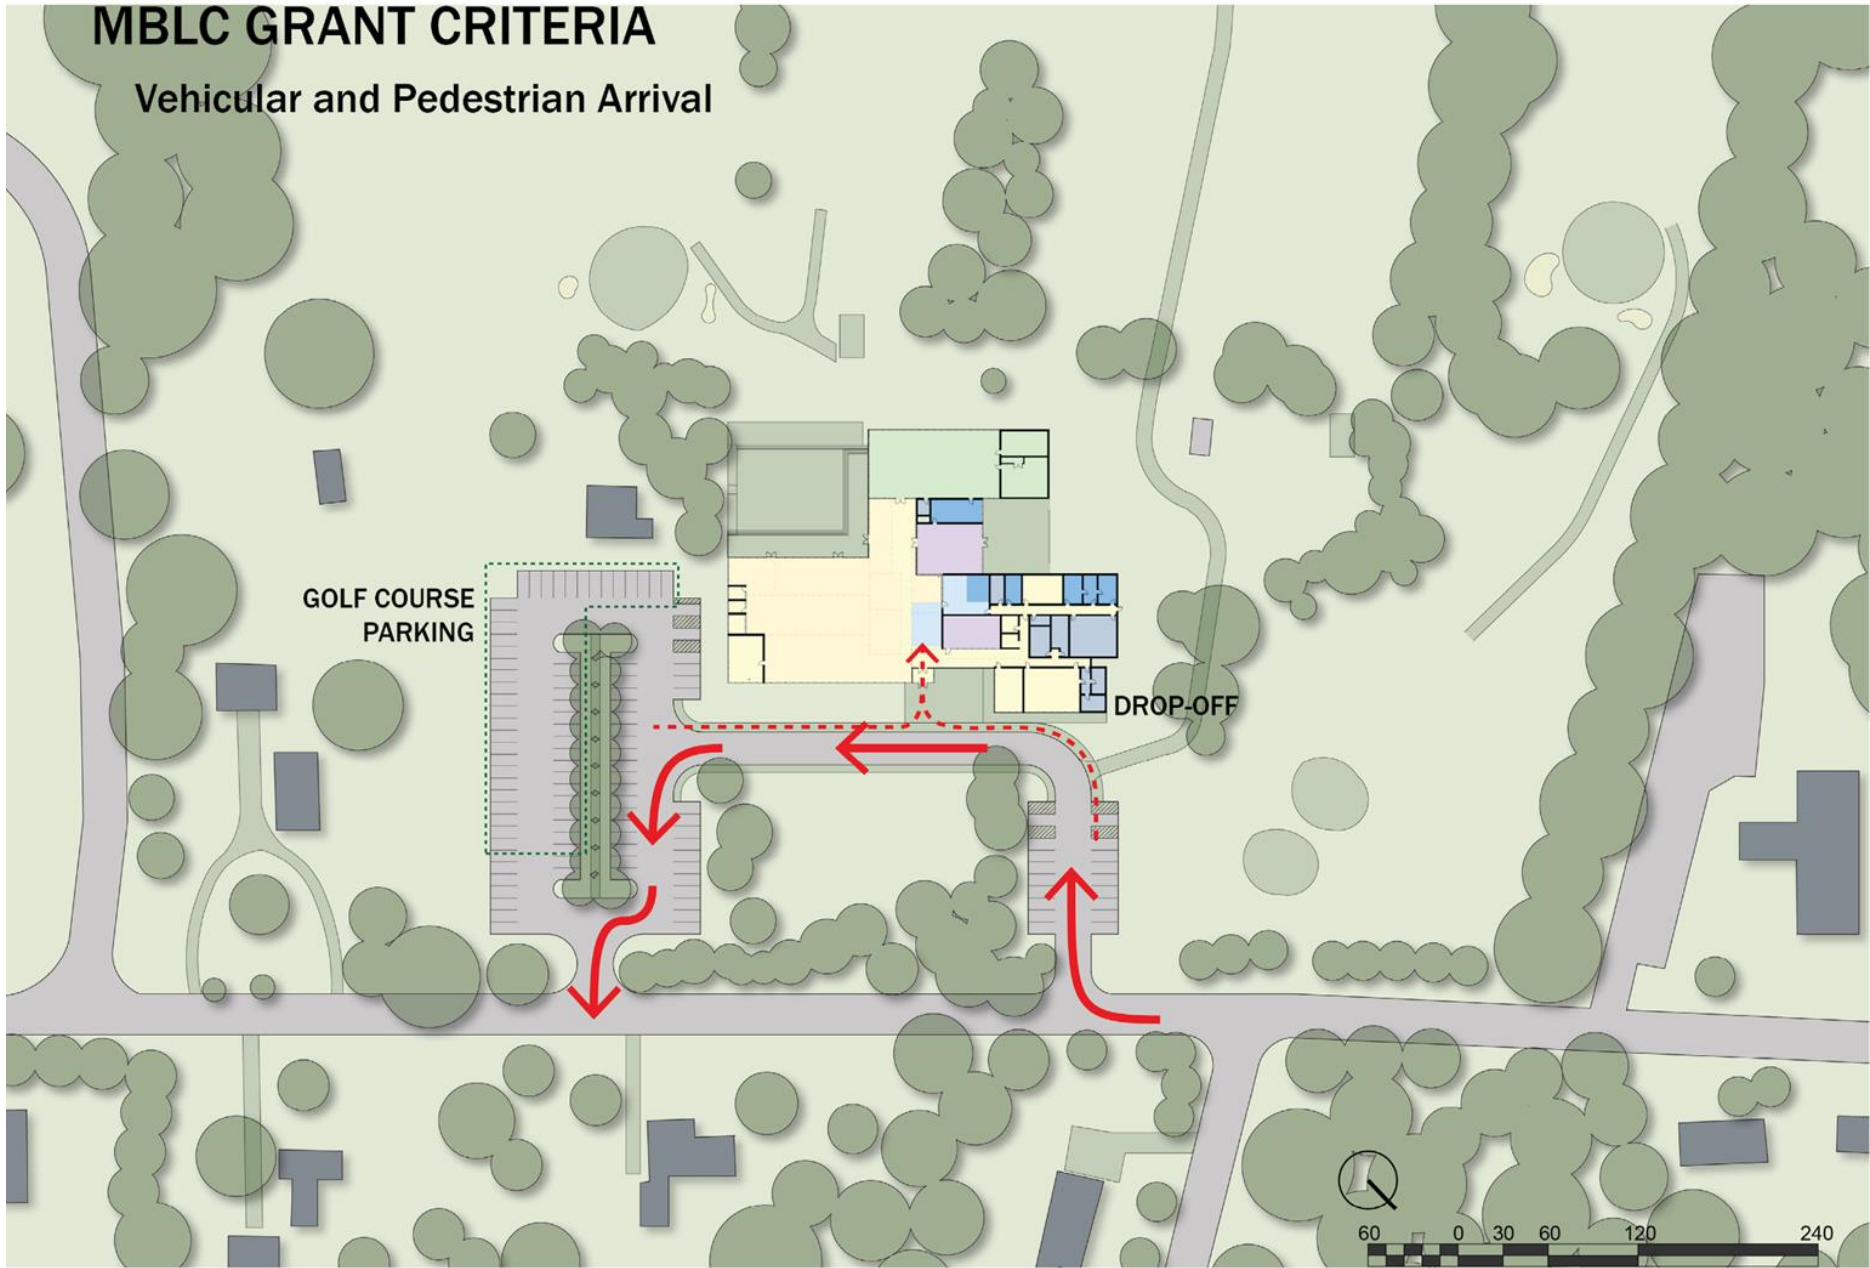 MBLC GRANT CRITERIA
Vehicular and Pedestrian Arrival
GOLF COURSE
PARKING
DROP-OFF
60 0 30 60 120 240